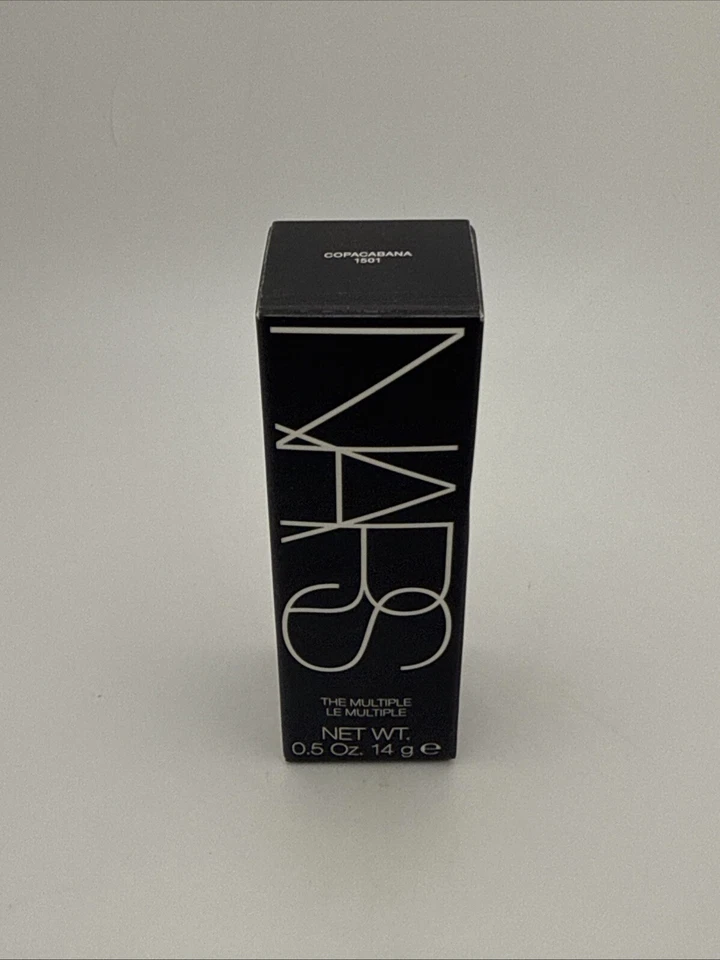 COPACABANA
1501
NARS
THE MULTIPLE
LE MULTIPLE
NET WT.
0.5 Oz. 14 g ℮